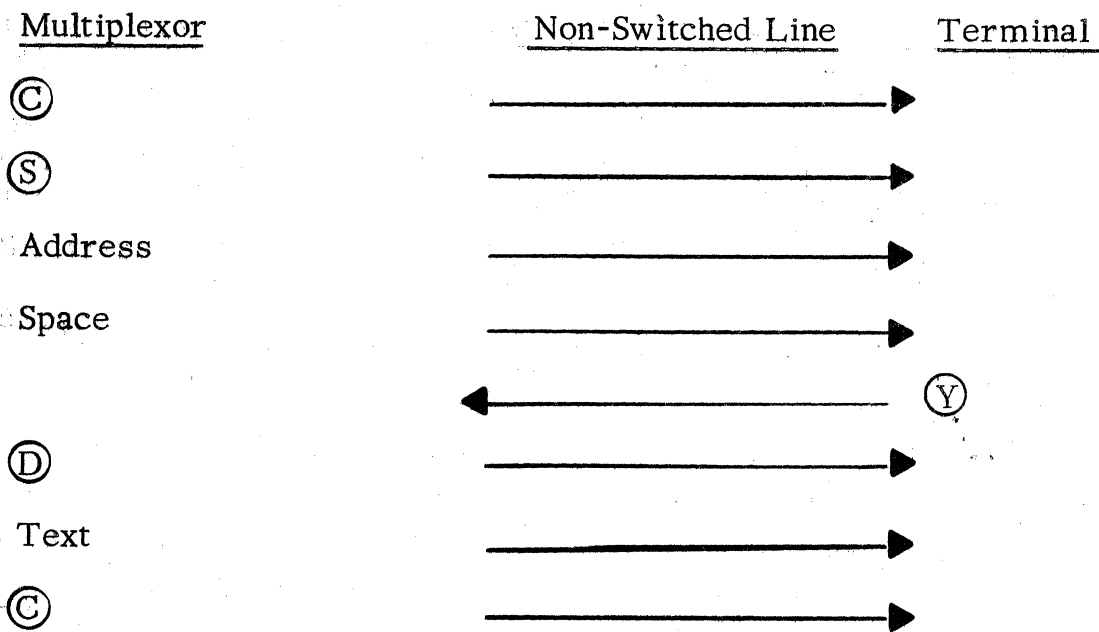 Multiplexor Non-Switched Line Terminal
Ⓒ
Ⓢ
Address
Space
Ⓨ
Ⓓ
Text
Ⓒ